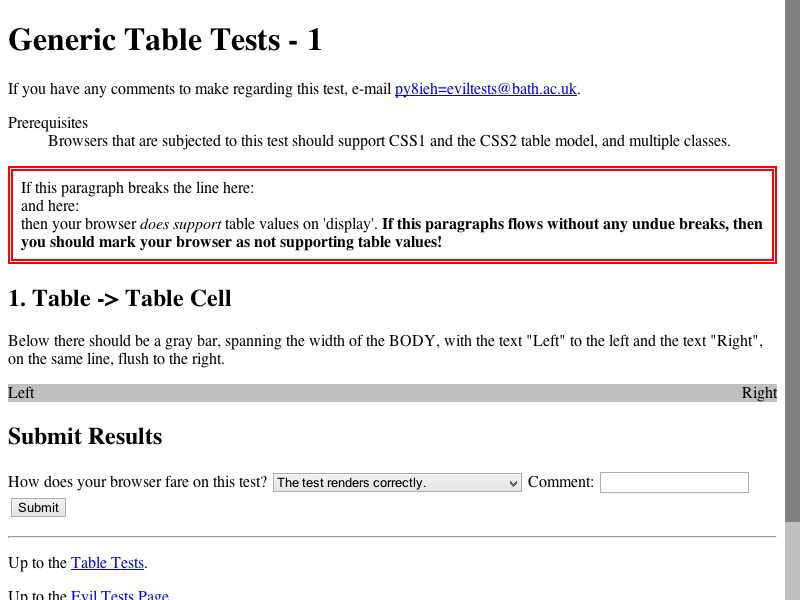 Generic Table Tests - 1
If you have any comments to make regarding this test, e-mail py8ieh=eviltests@bath.ac.uk.
Prerequisites
Browsers that are subjected to this test should support CSS1 and the CSS2 table model, and multiple classes.
If this paragraph breaks the line here:
and here:
then your browser does support table values on 'display'. If this paragraphs flows without any undue breaks, then
you should mark your browser as not supporting table values!
1. Table -> Table Cell
Below there should be a gray bar, spanning the width of the BODY, with the text "Left" to the left and the text "Right",
on the same line, flush to the right.
Left Right
Submit Results
How does your browser fare on this test? The test renders correctly. Comment:
Submit
Up to the Table Tests.
Up to the Evil Tests Page.